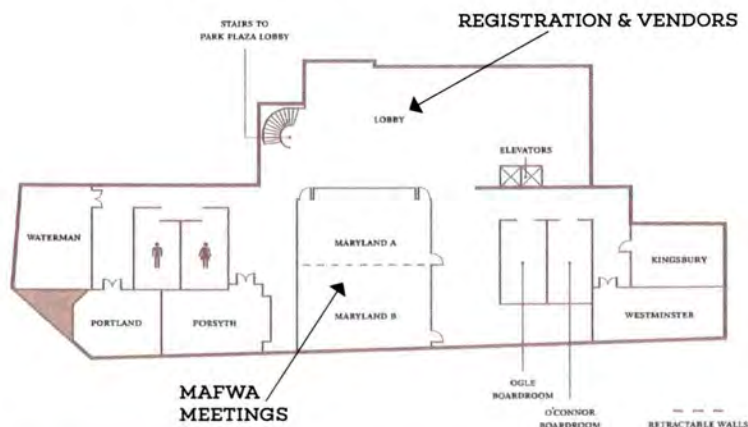 STAIRS TO
PARK PLAZA LOBBY
REGISTRATION & VENDORS
LOBBY
ELEVATORS
WATERMAN
MARYLAND A
KINGSBURY
PORTLAND
FORSYTH
MARYLAND B
WESTMINSTER
MAFWA
MEETINGS
OGLE
BOARDROOM
O'CONNOR
BOARDROOM
RETRACTABLE WALLS